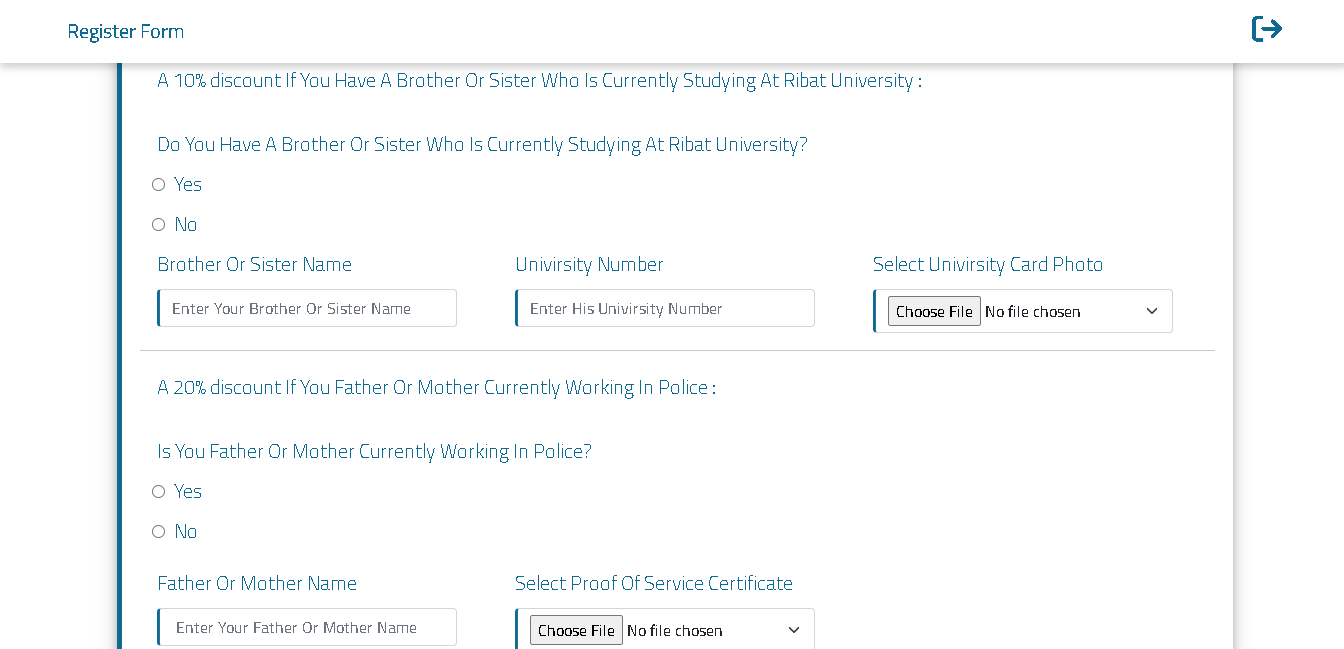 Register Form
A 10% discount If You Have A Brother Or Sister Who Is Currently Studying At Ribat University :
Do You Have A Brother Or Sister Who Is Currently Studying At Ribat University?
Yes
No
Brother Or Sister Name
Univirsity Number
Select Univirsity Card Photo
Enter Your Brother Or Sister Name
Enter His Univirsity Number
Choose File No file chosen
A 20% discount If You Father Or Mother Currently Working In Police :
Is You Father Or Mother Currently Working In Police?
Yes
No
Father Or Mother Name
Select Proof Of Service Certificate
Enter Your Father Or Mother Name
Choose File No file chosen